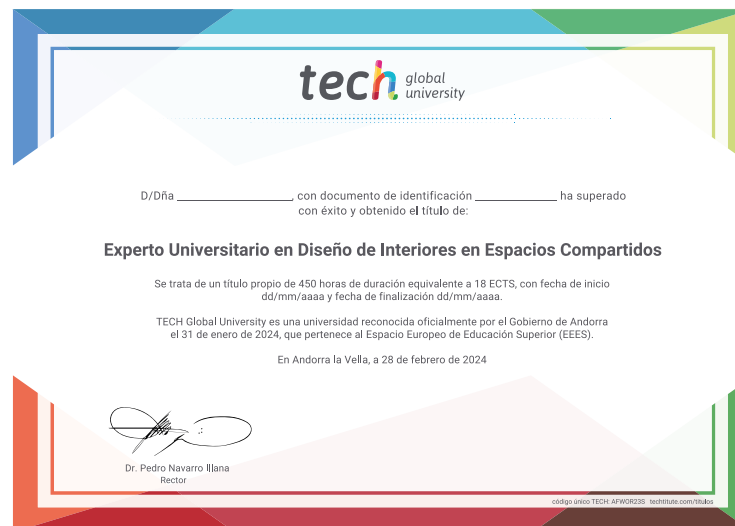 tech global university
D/Dña ______________, con documento de identificación __________ ha superado
con éxito y obtenido el título de:
Experto Universitario en Diseño de Interiores en Espacios Compartidos
Se trata de un título propio de 450 horas de duración equivalente a 18 ECTS, con fecha de inicio
dd/mm/aaaa y fecha de finalización dd/mm/aaaa.
TECH Global University es una universidad reconocida oficialmente por el Gobierno de Andorra
el 31 de enero de 2024, que pertenece al Espacio Europeo de Educación Superior (EEES).
En Andorra la Vella, a 28 de febrero de 2024
Dr. Pedro Navarro Illana
Rector
código único TECH: AFWOR23S techtitute.com/titulos